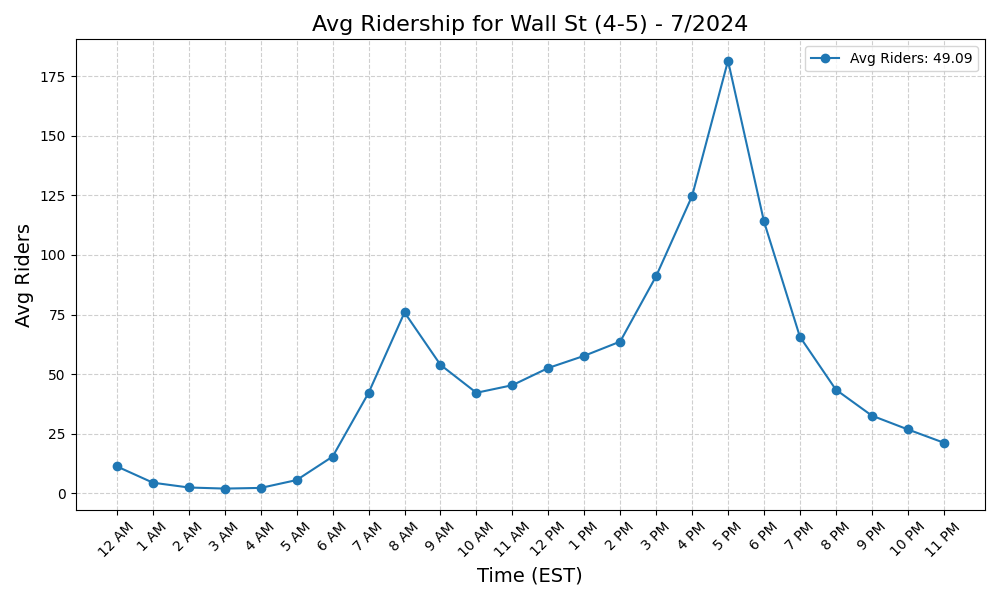 Avg Ridership for Wall St (4-5) - 7/2024
Avg Riders: 49.09
Avg Riders
175
150
125
100
75
50
25
0
12 AM
1 AM
2 AM
3 AM
4 AM
5 AM
6 AM
7 AM
8 AM
9 AM
10 AM
11 AM
12 PM
1 PM
2 PM
3 PM
4 PM
5 PM
6 PM
7 PM
8 PM
9 PM
10 PM
11 PM
Time (EST)